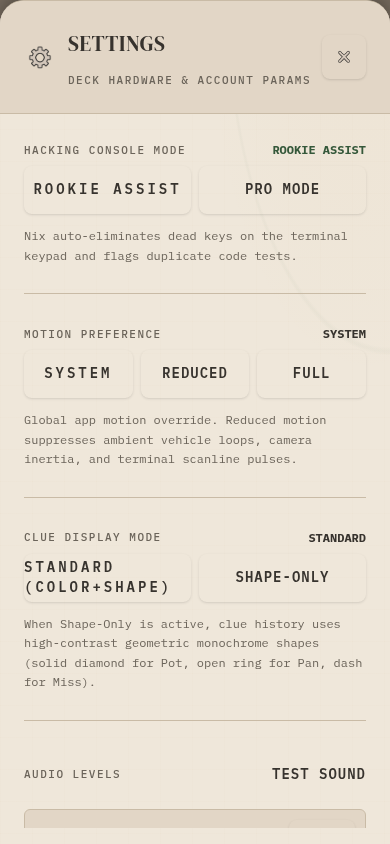 SETTINGS
DECK HARDWARE & ACCOUNT PARAMS
HACKING CONSOLE MODE
ROOKIE ASSIST
ROOKIE ASSIST
PRO MODE
Nix auto-eliminates dead keys on the terminal
keypad and flags duplicate code tests.
MOTION PREFERENCE
SYSTEM
SYSTEM
REDUCED
FULL
Global app motion override. Reduced motion
suppresses ambient vehicle loops, camera
inertia, and terminal scanline pulses.
CLUE DISPLAY MODE
STANDARD
STANDARD
(COLOR+SHAPE)
SHAPE-ONLY
When Shape-Only is active, clue history uses
high-contrast geometric monochrome shapes
(solid diamond for Pot, open ring for Pan, dash
for Miss).
AUDIO LEVELS
TEST SOUND